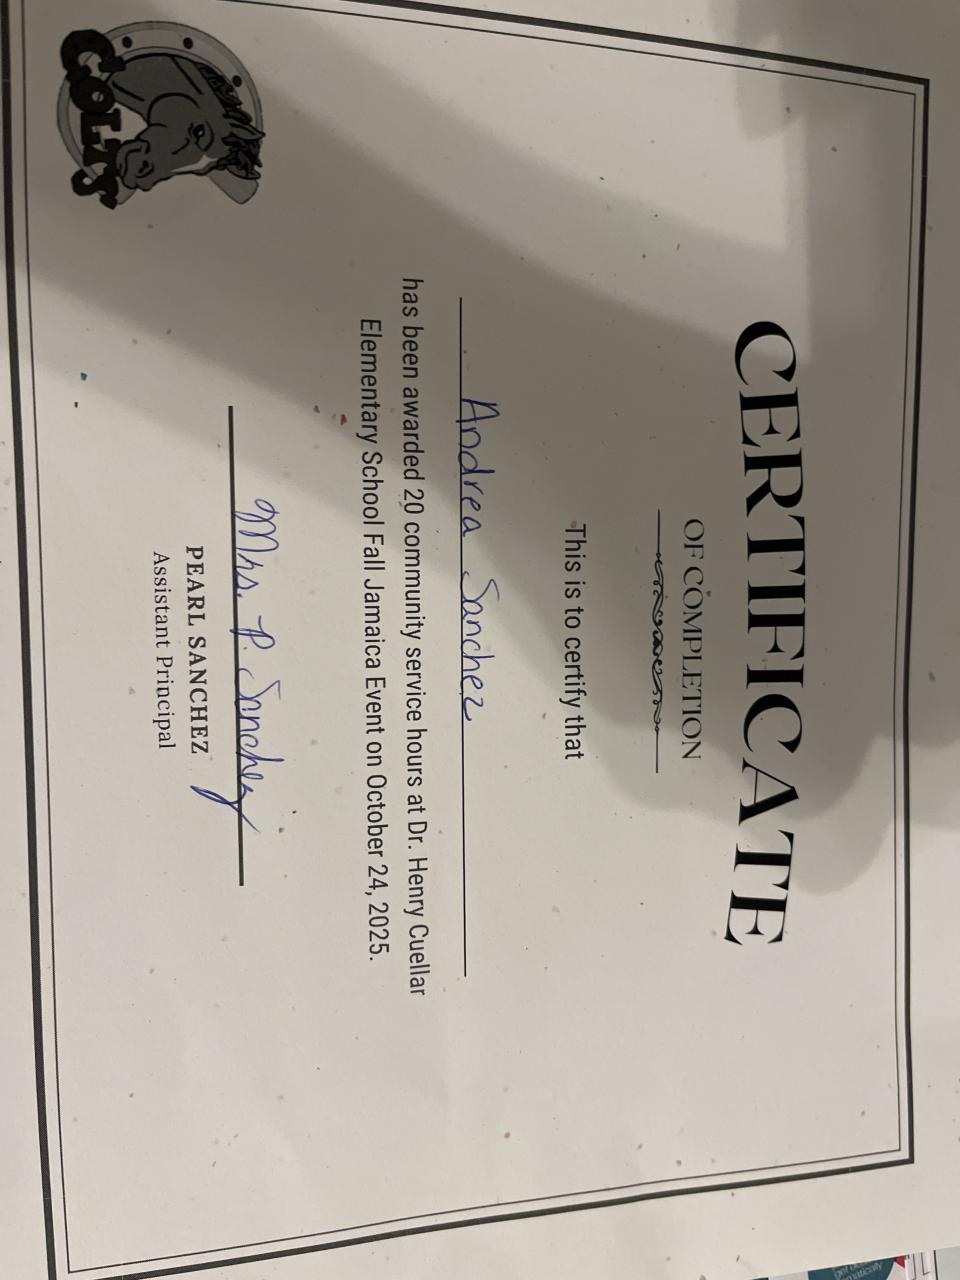 CERTIFICATE
OF COMPLETION
This is to certify that
Andrea Sanchez
has been awarded 20 community service hours at Dr. Henry Cuellar
Elementary School Fall Jamaica Event on October 24, 2025.
Mrs. P. Sanchez
PEARL SANCHEZ
Assistant Principal
COLTS